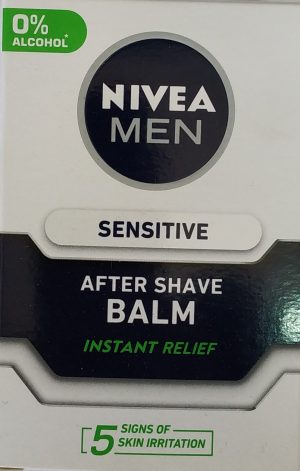 0%
ALCOHOL*
NIVEA
MEN
SENSITIVE
AFTER SHAVE
BALM
INSTANT RELIEF
5 SIGNS OF
SKIN IRRITATION